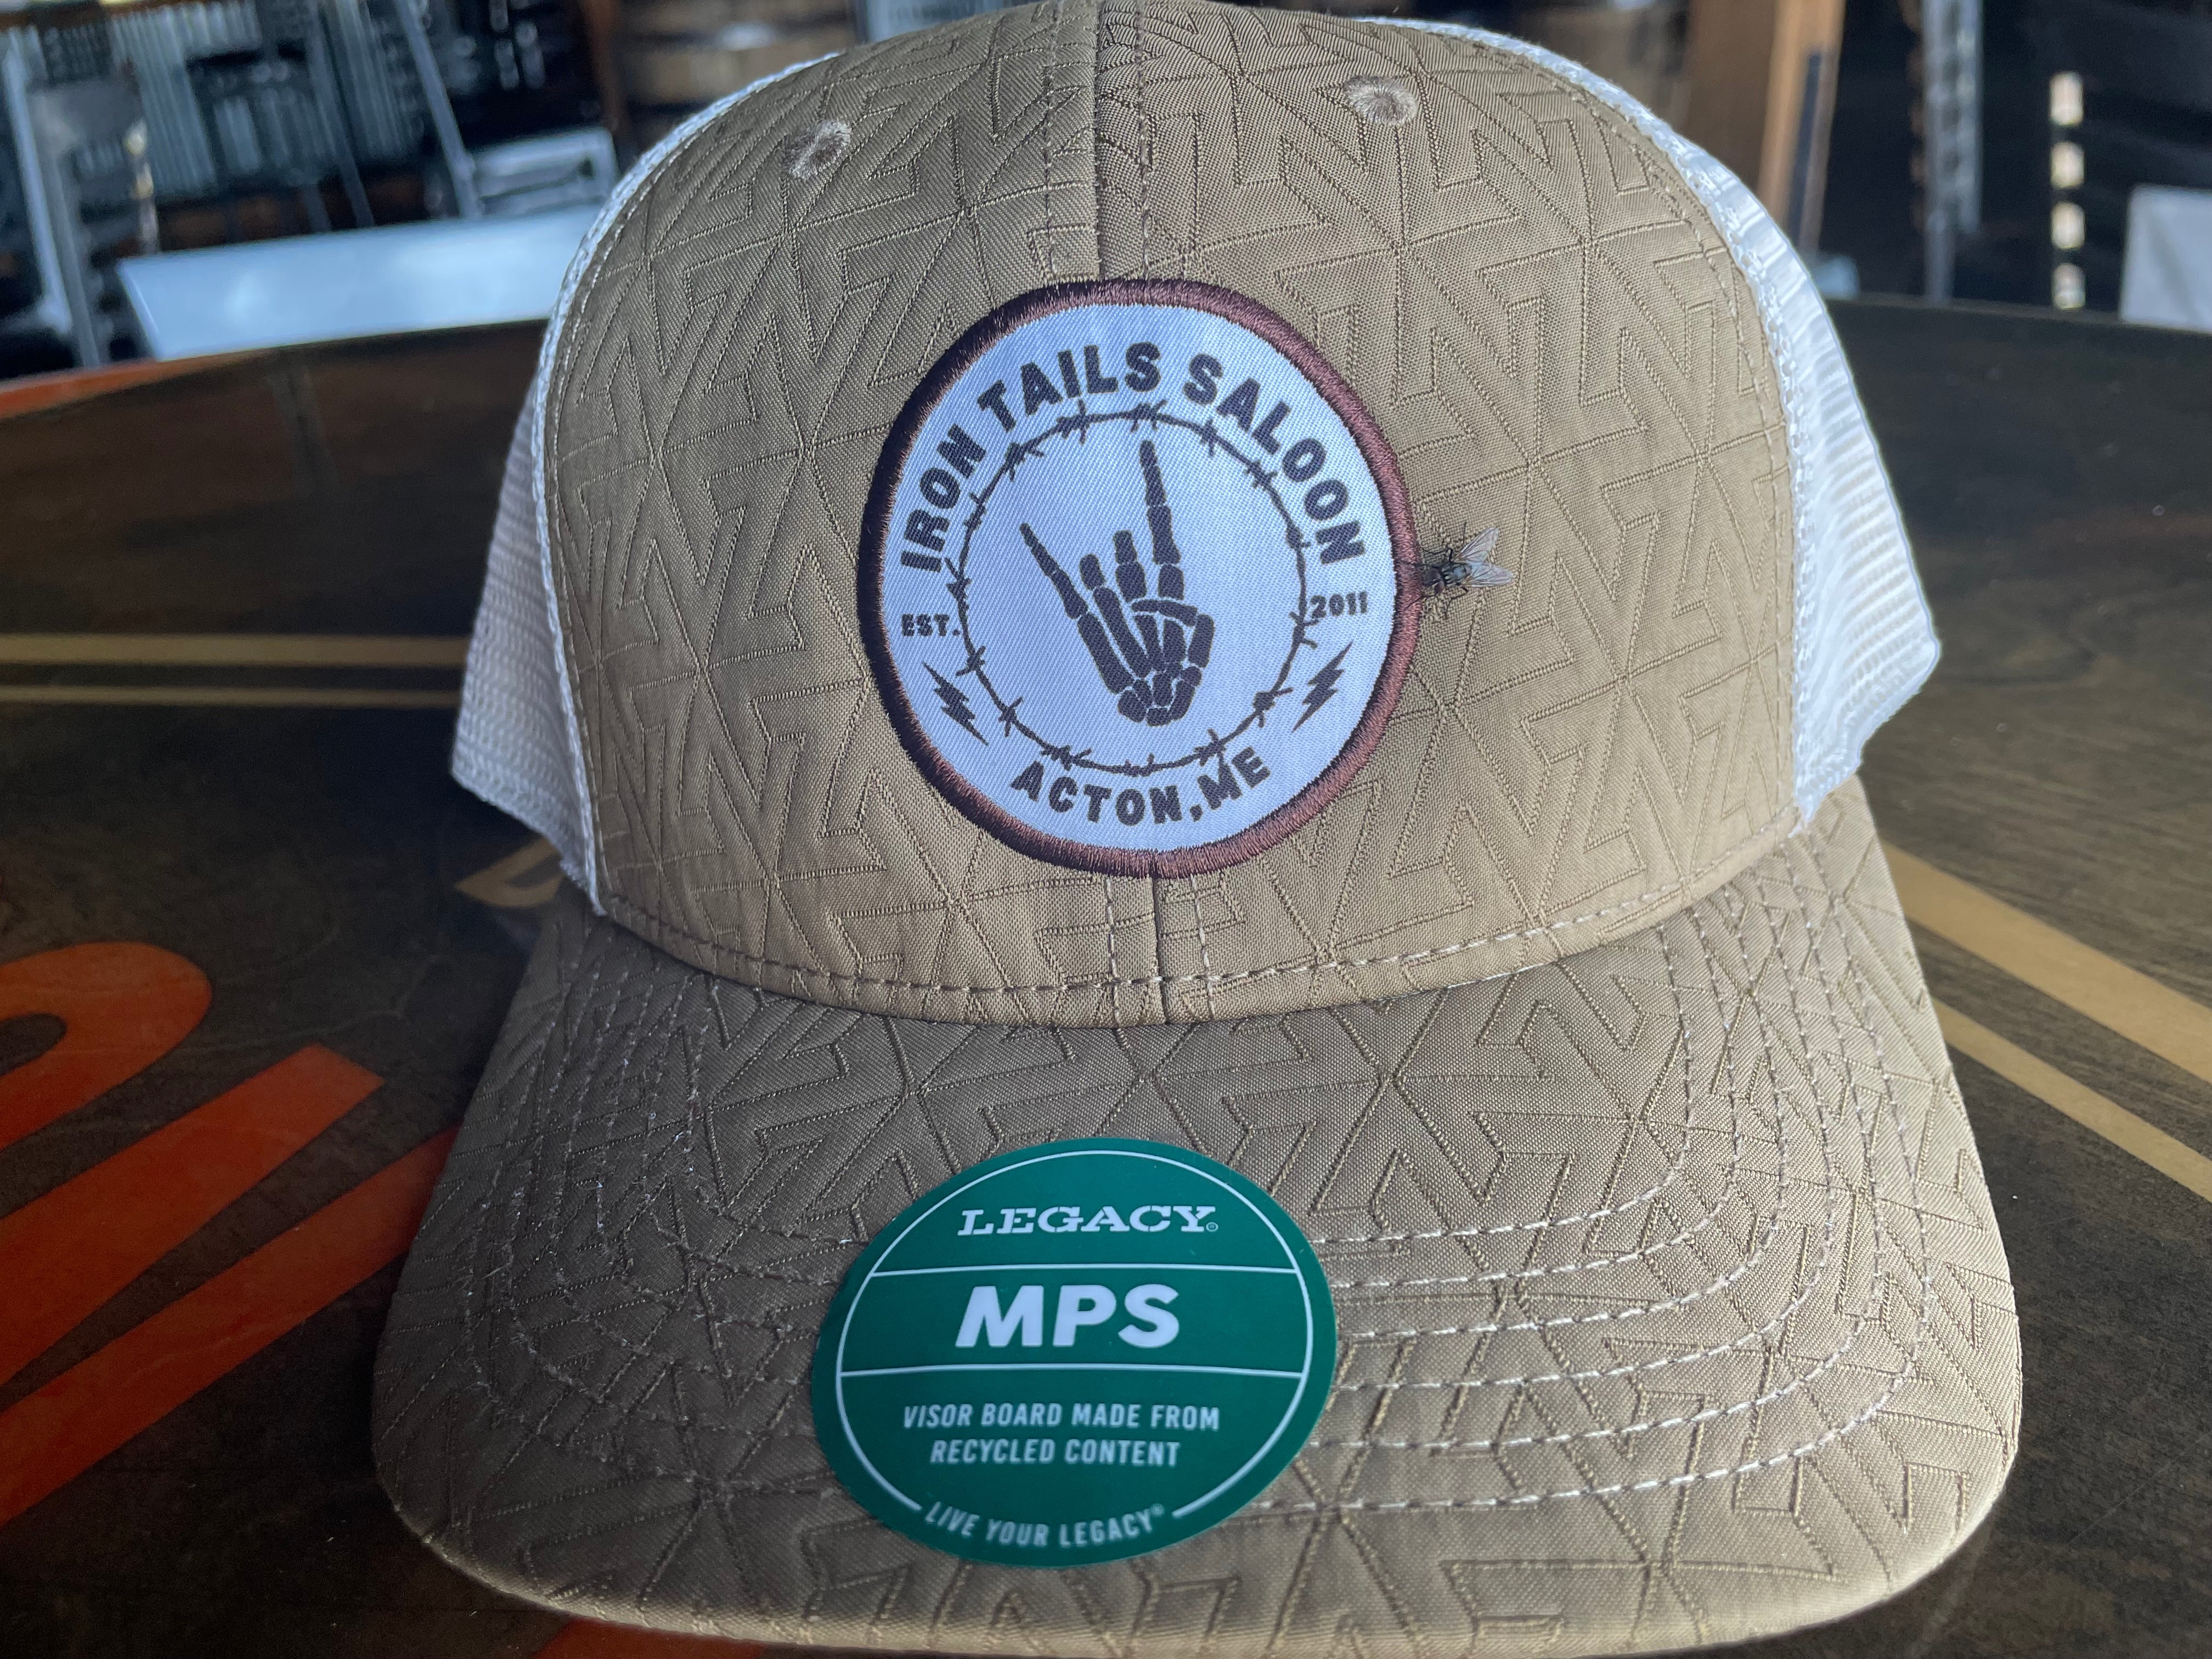 IRON TAILS SALOON
EST. 2011
ACTON, ME
LEGACY®
MPS
VISOR BOARD MADE FROM
RECYCLED CONTENT
LIVE YOUR LEGACY®